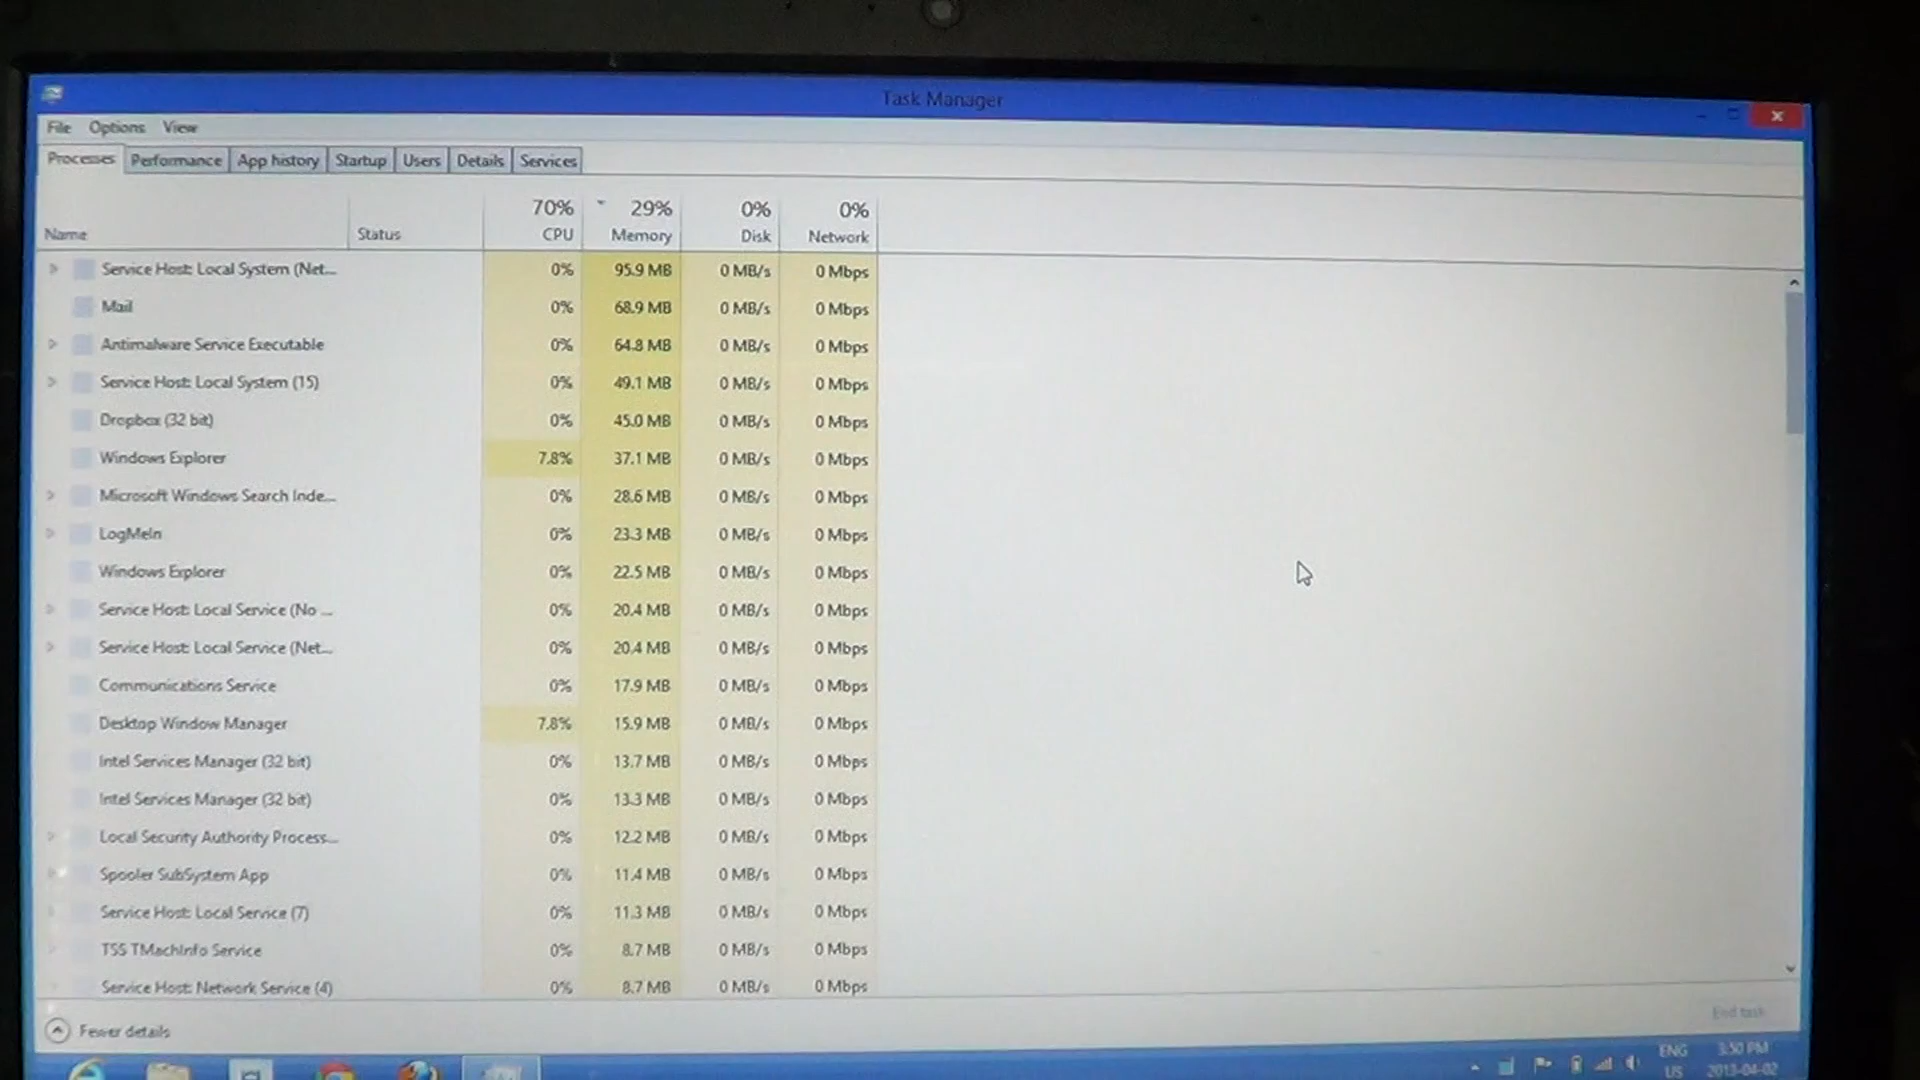 Task Manager
File Options View
Processes Performance App history Startup Users Details Services
70% 29% 0% 0%
Name Status CPU Memory Disk Network
Service Host: Local System (Net... 0% 95.9 MB 0 MB/s 0 Mbps
Mail 0% 68.9 MB 0 MB/s 0 Mbps
Antimalware Service Executable 0% 64.8 MB 0 MB/s 0 Mbps
Service Host: Local System (15) 0% 49.1 MB 0 MB/s 0 Mbps
Dropbox (32 bit) 0% 45.0 MB 0 MB/s 0 Mbps
Windows Explorer 7.8% 37.1 MB 0 MB/s 0 Mbps
Microsoft Windows Search Inde... 0% 28.6 MB 0 MB/s 0 Mbps
LogMeIn 0% 23.3 MB 0 MB/s 0 Mbps
Windows Explorer 0% 22.5 MB 0 MB/s 0 Mbps
Service Host: Local Service (No ... 0% 20.4 MB 0 MB/s 0 Mbps
Service Host: Local Service (Net... 0% 20.4 MB 0 MB/s 0 Mbps
Communications Service 0% 17.9 MB 0 MB/s 0 Mbps
Desktop Window Manager 7.8% 15.9 MB 0 MB/s 0 Mbps
Intel Services Manager (32 bit) 0% 13.7 MB 0 MB/s 0 Mbps
Intel Services Manager (32 bit) 0% 13.3 MB 0 MB/s 0 Mbps
Local Security Authority Process... 0% 12.2 MB 0 MB/s 0 Mbps
Spooler SubSystem App 0% 11.4 MB 0 MB/s 0 Mbps
Service Host: Local Service (7) 0% 11.3 MB 0 MB/s 0 Mbps
TSS TMachInfo Service 0% 8.7 MB 0 MB/s 0 Mbps
Service Host: Network Service (4) 0% 8.7 MB 0 MB/s 0 Mbps
End task
Fewer details
ENG 3:50 PM
US 2013-04-02